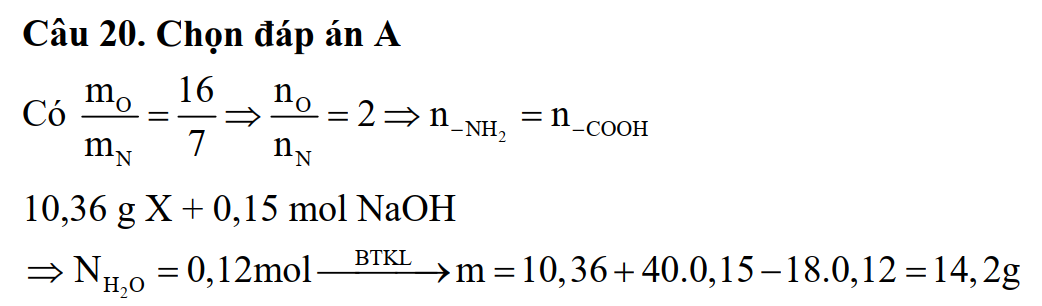 Câu 20. Chọn đáp án A
Có m_O/m_N = 16/7 ⇒ n_O/n_N = 2 ⇒ n_{–NH₂} = n_{–COOH}
10,36 g X + 0,15 mol NaOH
⇒ N_{H₂O} = 0,12mol —BTKL→ m = 10,36 + 40.0,15 – 18.0,12 = 14,2g